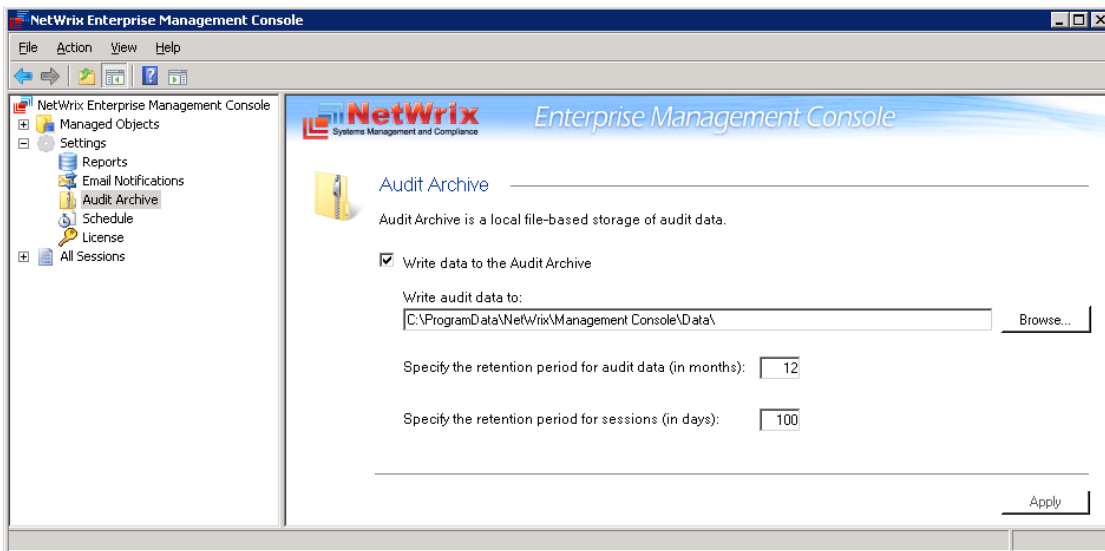 NetWrix Enterprise Management Console
File Action View Help
NetWrix Enterprise Management Console
Managed Objects
Settings
Reports
Email Notifications
Audit Archive
Schedule
License
All Sessions
NetWrix
Systems Management and Compliance
Enterprise Management Console
Audit Archive
Audit Archive is a local file-based storage of audit data.
Write data to the Audit Archive
Write audit data to:
C:\ProgramData\NetWrix\Management Console\Data\
Browse...
Specify the retention period for audit data (in months): 12
Specify the retention period for sessions (in days): 100
Apply